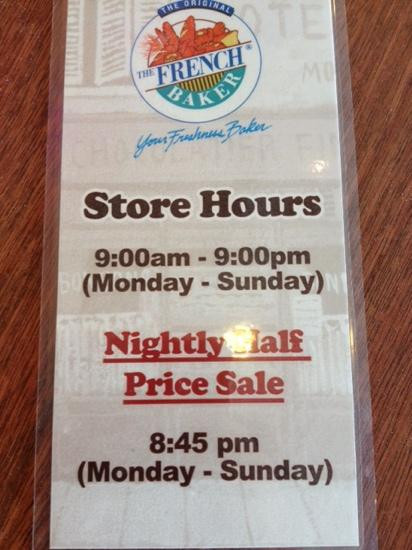 THE ORIGINAL
THE FRENCH®
BAKER
Your Freshness Baker
Store Hours
9:00am - 9:00pm
(Monday - Sunday)
Nightly Half
Price Sale
8:45 pm
(Monday - Sunday)